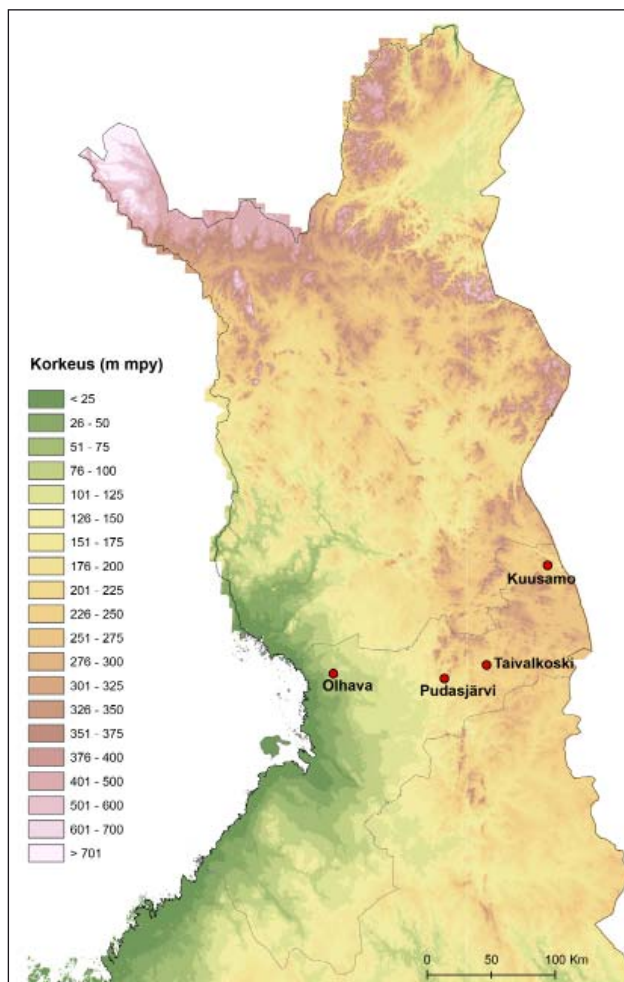 Korkeus (m mpy)
< 25
26 - 50
51 - 75
76 - 100
101 - 125
126 - 150
151 - 175
176 - 200
201 - 225
226 - 250
251 - 275
276 - 300
301 - 325
326 - 350
351 - 375
376 - 400
401 - 500
501 - 600
601 - 700
> 701
Kuusamo
Taivalkoski
Pudasjärvi
Olhava
0 50 100 Km